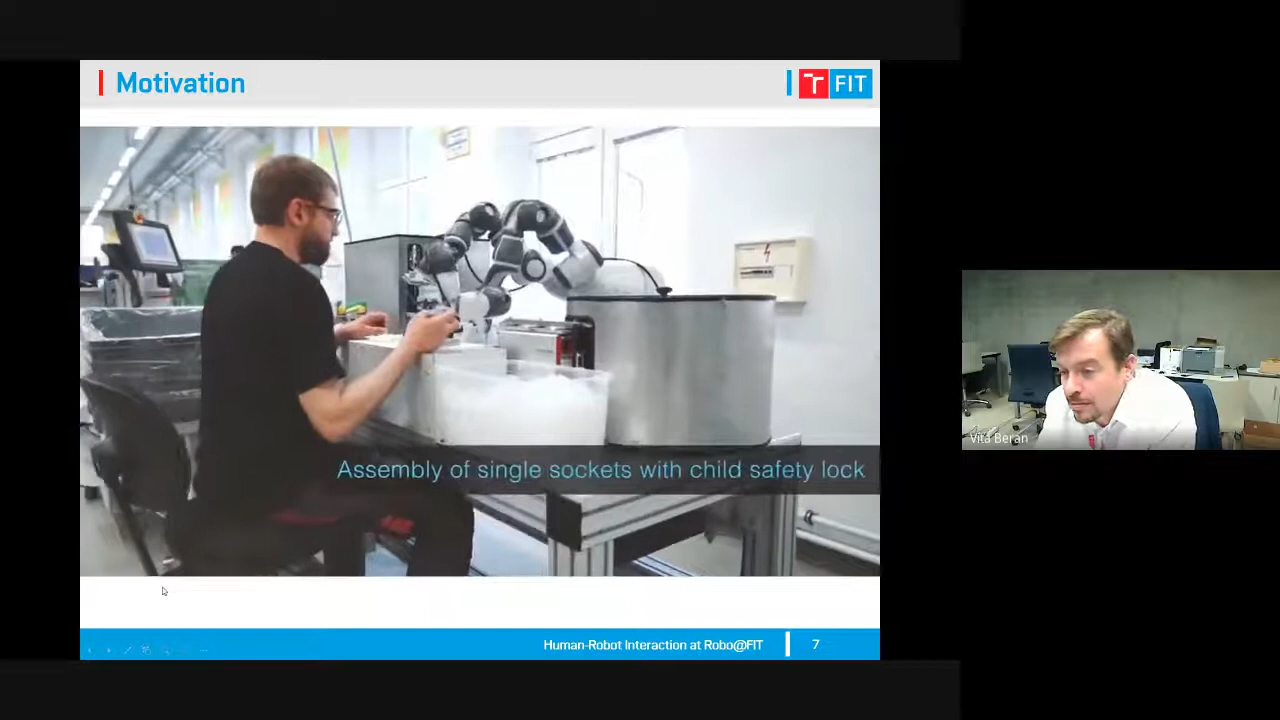 Motivation
T FIT
Assembly of single sockets with child safety lock
Vita Beran
Human-Robot Interaction at Robo@FIT
7